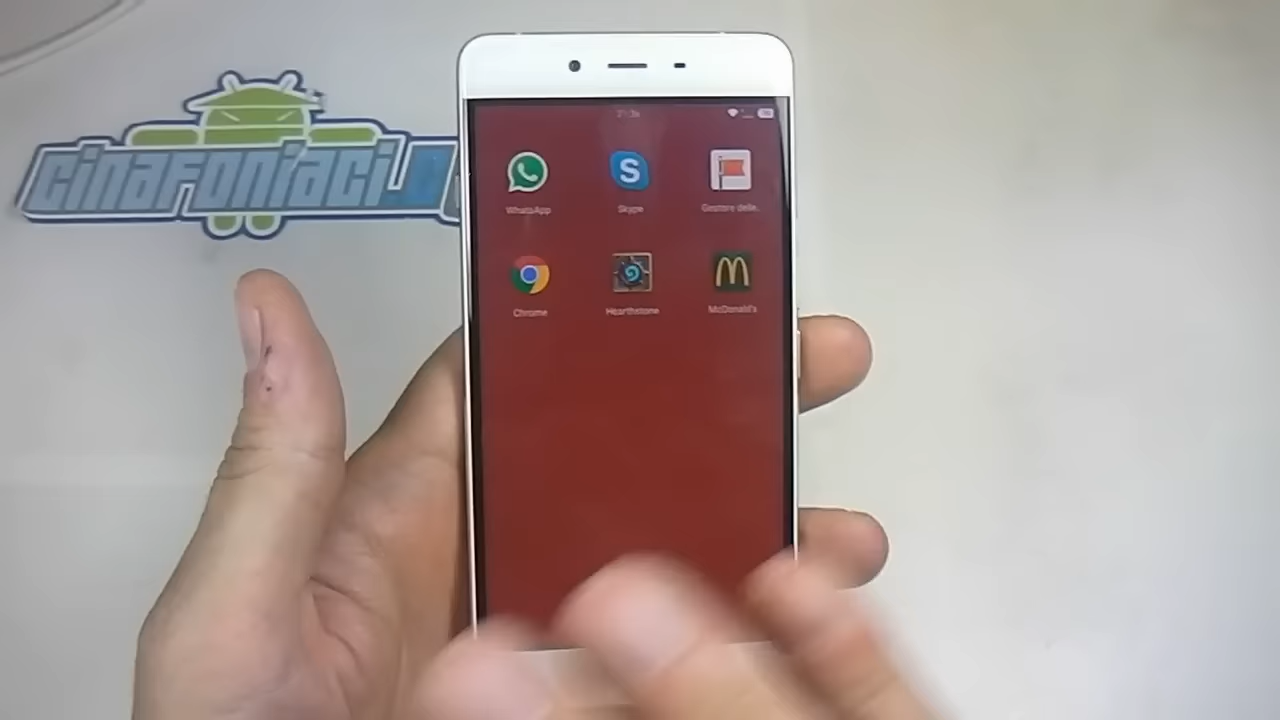 CINAFONIACI
WhatsApp
Skype
Gestore delle..
Chrome
Hearthstone
McDonald's